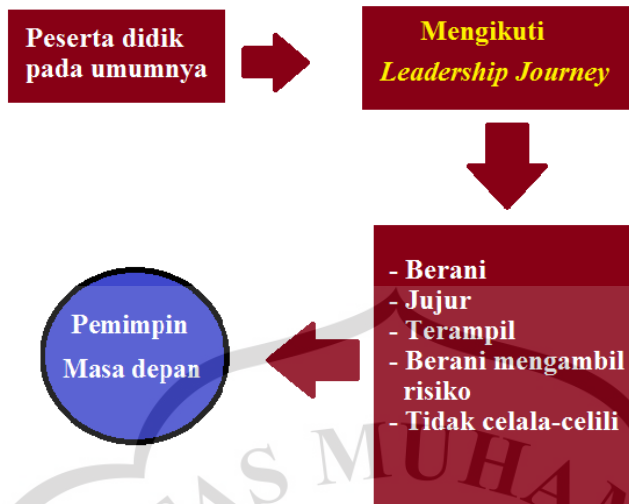 Peserta didik
pada umumnya
Mengikuti
Leadership Journey
- Berani
- Jujur
- Terampil
- Berani mengambil
risiko
- Tidak celala-celili
Pemimpin
Masa depan
AS MUHA